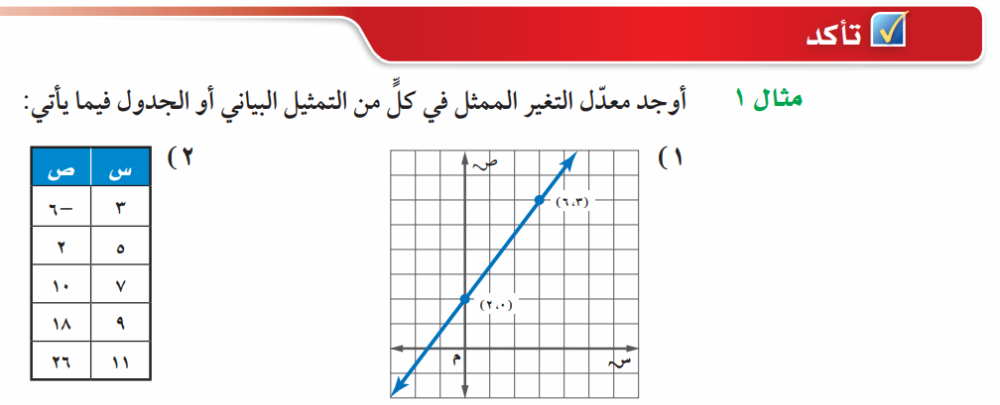 تأكد
مثال ١ أوجد معدّل التغير الممثل في كلٍّ من التمثيل البياني أو الجدول فيما يأتي:
١)
ص
(٦،٣)
(٢،٠)
م
س
٢)
س ص
٣ −٦
٥ ٢
٧ ١٠
٩ ١٨
١١ ٢٦